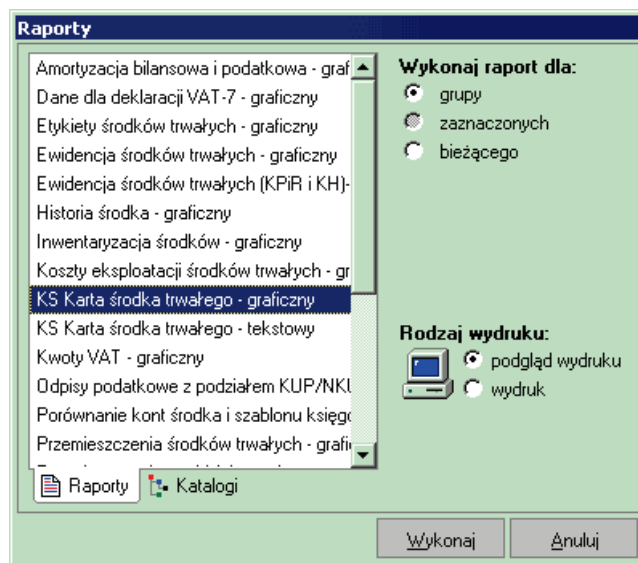 Raporty
Amortyzacja bilansowa i podatkowa - graf
Dane dla deklaracji VAT-7 - graficzny
Etykiety środków trwałych - graficzny
Ewidencja środków trwałych - graficzny
Ewidencja środków trwałych (KPiR i KH)-
Historia środka - graficzny
Inwentaryzacja środków - graficzny
Koszty eksploatacji środków trwałych - gr
KS Karta środka trwałego - graficzny
KS Karta środka trwałego - tekstowy
Kwoty VAT - graficzny
Odpisy podatkowe z podziałem KUP/NKU
Porównanie kont środka i szablonu księgo
Przemieszczenia środków trwałych - grafi
Raporty
Katalogi
Wykonaj raport dla:
grupy
zaznaczonych
bieżącego
Rodzaj wydruku:
podgląd wydruku
wydruk
Wykonaj
Anuluj